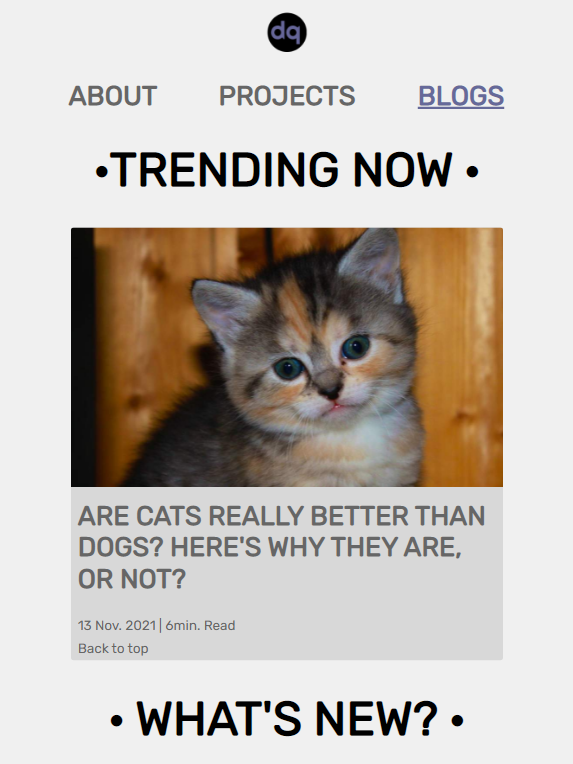 dq
ABOUT PROJECTS BLOGS
•TRENDING NOW •
ARE CATS REALLY BETTER THAN
DOGS? HERE'S WHY THEY ARE,
OR NOT?
13 Nov. 2021 | 6min. Read
Back to top
• WHAT'S NEW? •